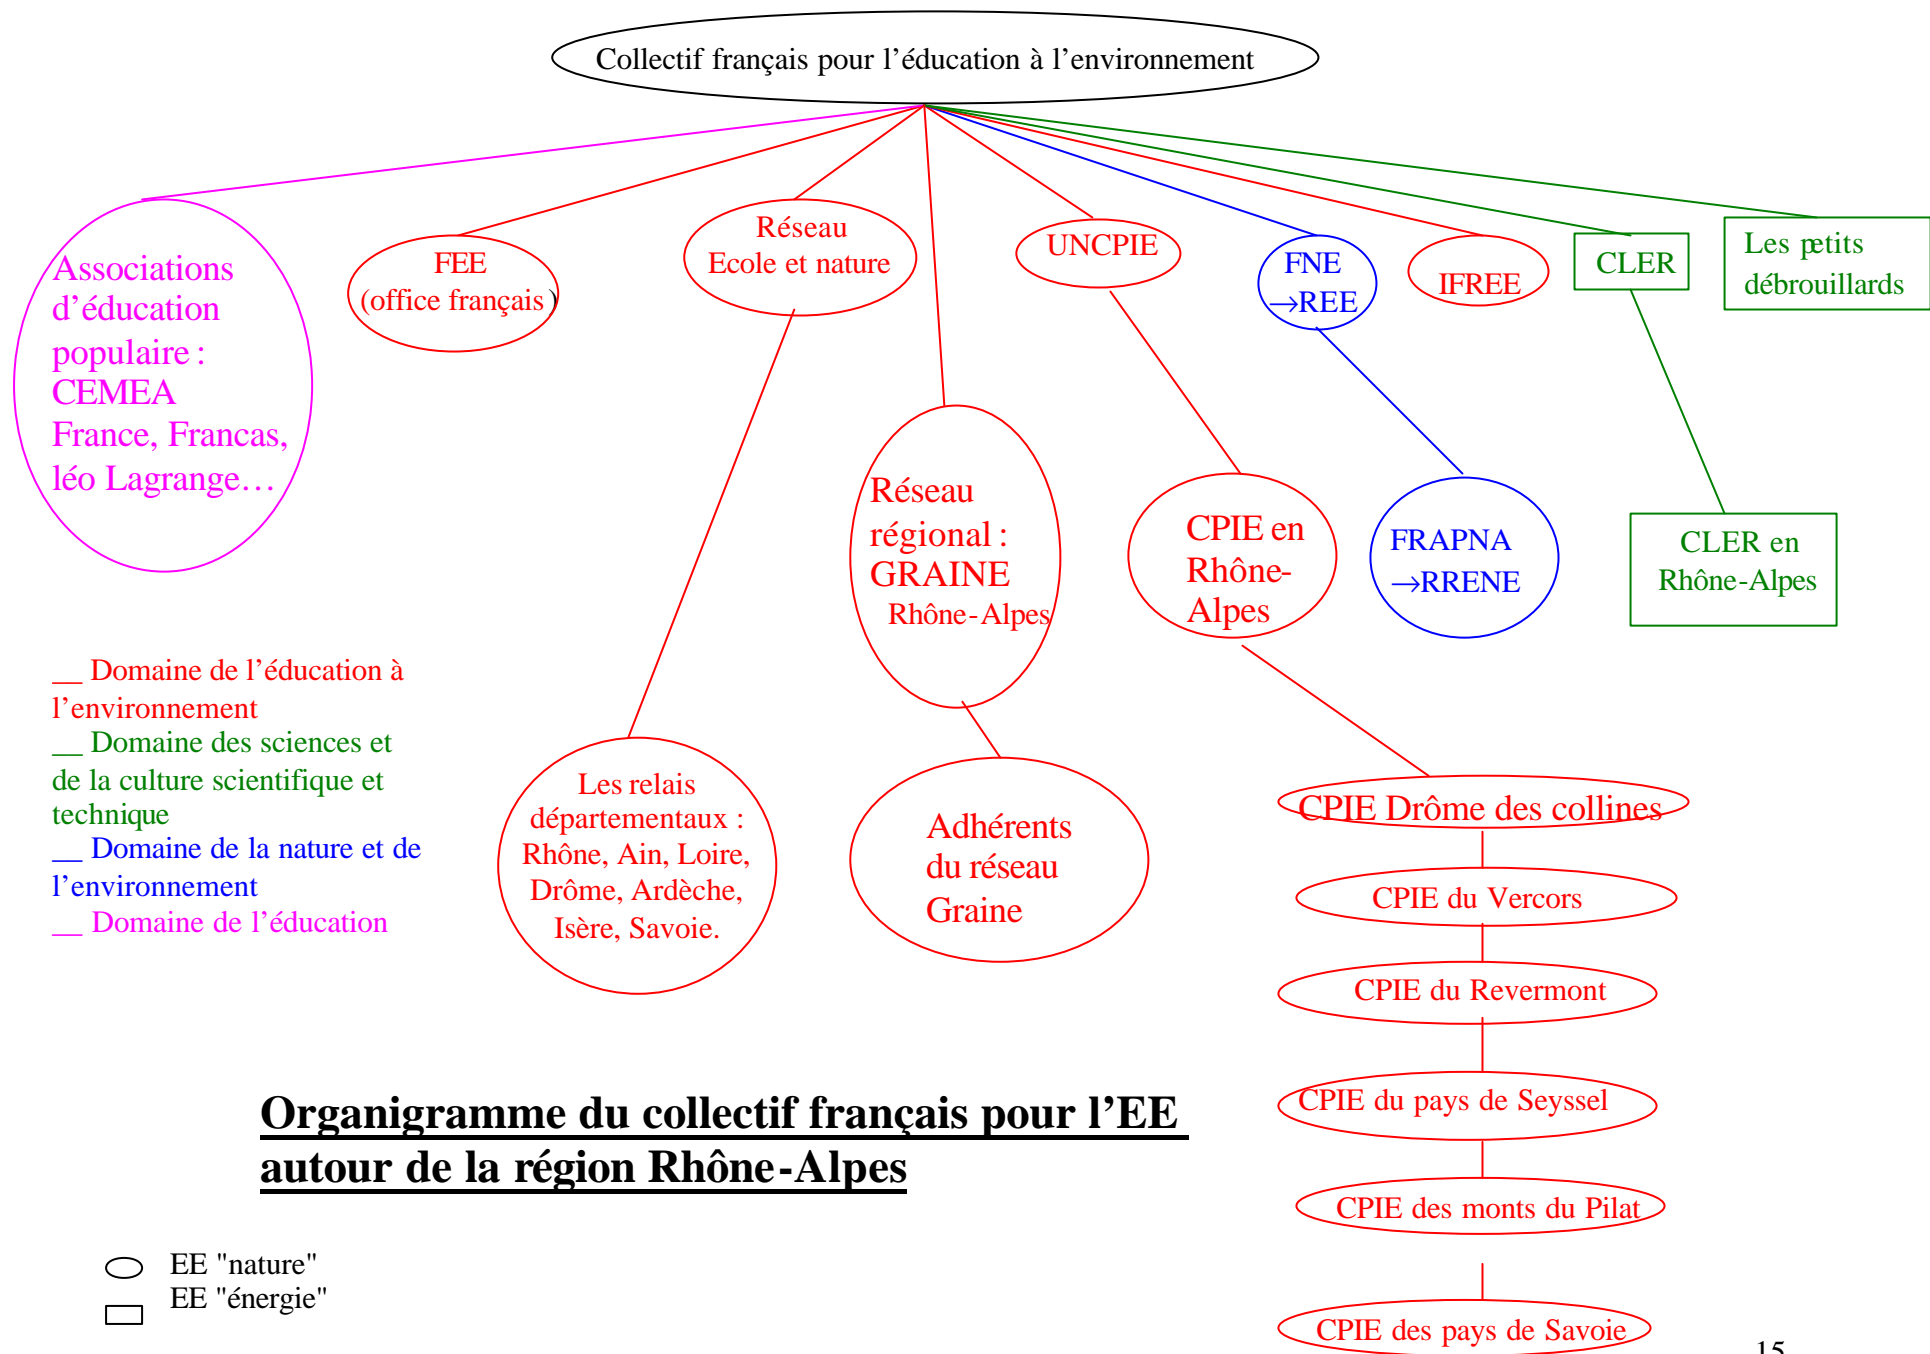 Collectif français pour l’éducation à l’environnement
Associations
d’éducation
populaire :
CEMEA
France, Francas,
léo Lagrange…
FEE
(office français)
Réseau
Ecole et nature
UNCPIE
FNE
→REE
IFREE
CLER
Les petits
débrouillards
Réseau
régional :
GRAINE
Rhône-Alpes
CPIE en
Rhône-
Alpes
FRAPNA
→RRENE
CLER en
Rhône-Alpes
__ Domaine de l’éducation à
l’environnement
__ Domaine des sciences et
de la culture scientifique et
technique
__ Domaine de la nature et de
l’environnement
__ Domaine de l’éducation
Les relais
départementaux :
Rhône, Ain, Loire,
Drôme, Ardèche,
Isère, Savoie.
Adhérents
du réseau
Graine
CPIE Drôme des collines
CPIE du Vercors
CPIE du Revermont
CPIE du pays de Seyssel
CPIE des monts du Pilat
CPIE des pays de Savoie
Organigramme du collectif français pour l’EE
autour de la région Rhône-Alpes
EE "nature"
EE "énergie"
15